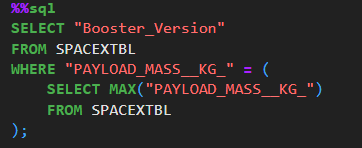 %%sql
SELECT "Booster_Version"
FROM SPACEXTBL
WHERE "PAYLOAD_MASS__KG_" = (
    SELECT MAX("PAYLOAD_MASS__KG_")
    FROM SPACEXTBL
);